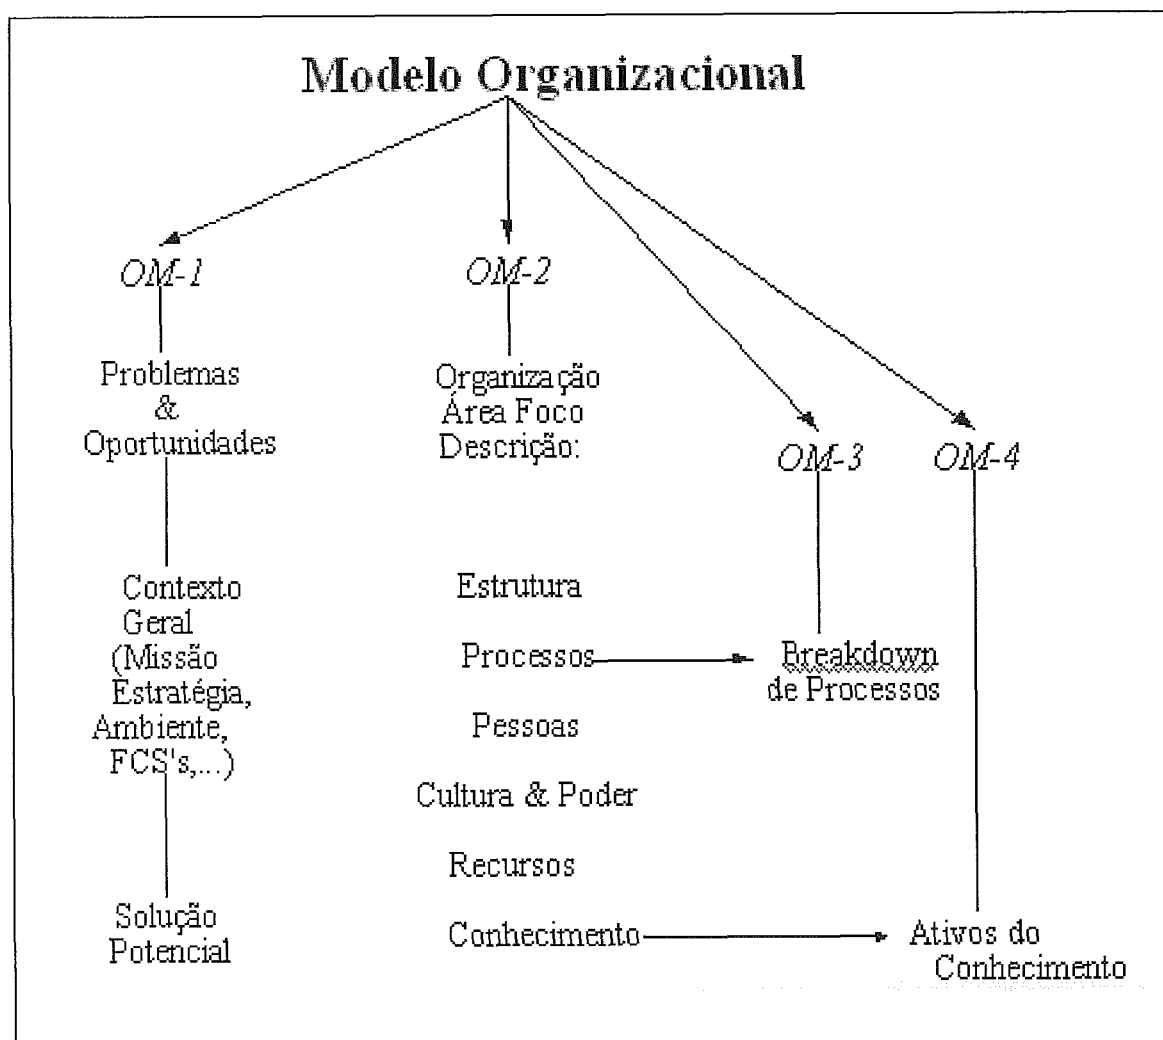 Modelo Organizacional
OM-1
Problemas
&
Oportunidades
Contexto
Geral
(Missão
Estratégia,
Ambiente,
FCS's,...)
Solução
Potencial
OM-2
Organização
Área Foco
Descrição:
Estrutura
Processos
Pessoas
Cultura & Poder
Recursos
Conhecimento
OM-3
Breakdown
de Processos
OM-4
Ativos do
Conhecimento